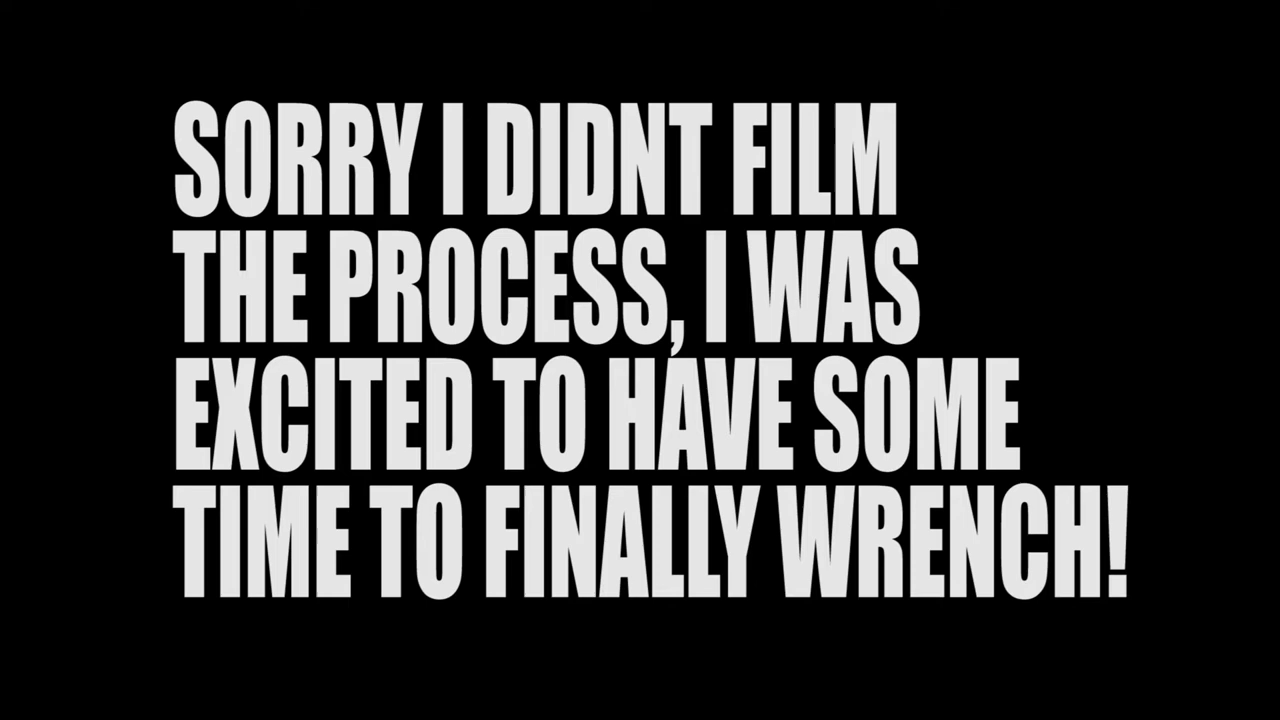 SORRY I DIDNT FILM
THE PROCESS, I WAS
EXCITED TO HAVE SOME
TIME TO FINALLY WRENCH!